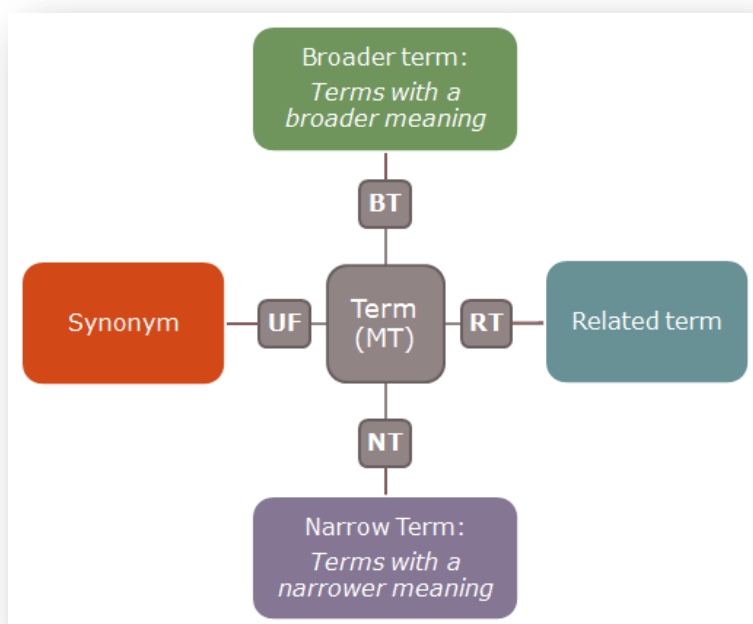 Broader term:
Terms with a
broader meaning
BT
Synonym
UF
Term
(MT)
RT
Related term
NT
Narrow Term:
Terms with a
narrower meaning